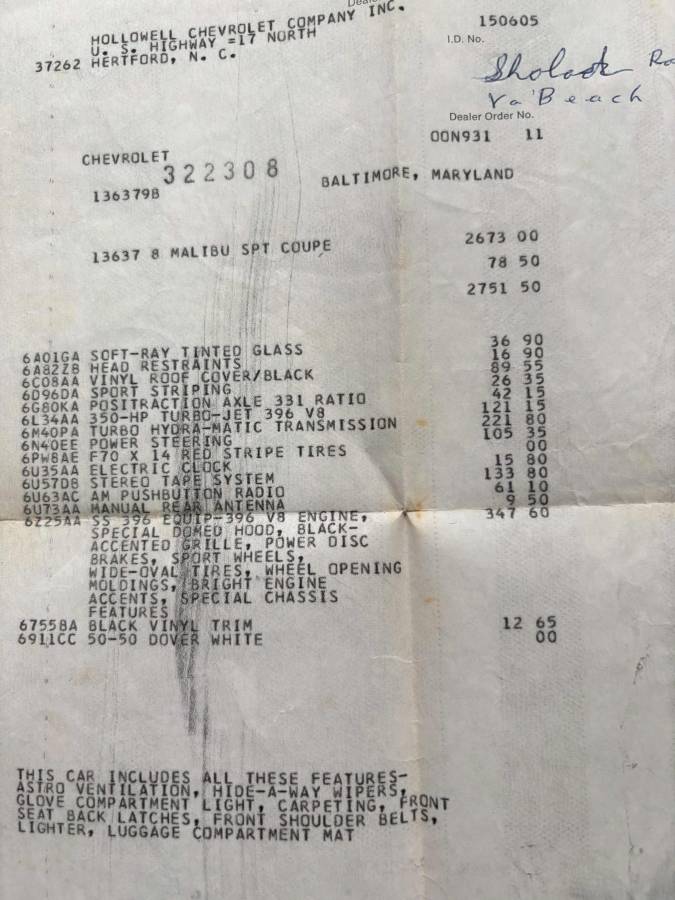 HOLLOWELL CHEVROLET COMPANY INC.
U. S. HIGHWAY =17 NORTH
37262 HERTFORD, N. C.
150605
I.D. No.
Va Beach
Dealer Order No.
00N931 11
CHEVROLET
322308
136379B
BALTIMORE, MARYLAND
13637 8 MALIBU SPT COUPE 2673 00
78 50
2751 50
6A01GA SOFT-RAY TINTED GLASS 36 90
6A82ZB HEAD RESTRAINTS 16 90
6C08AA VINYL ROOF COVER/BLACK 89 55
6D96DA SPORT STRIPING 26 35
6G80KA POSITRACTION AXLE 331 RATIO 42 15
6L34AA 350-HP TURBO-JET 396 V8 121 15
6M40PA TURBO HYDRA-MATIC TRANSMISSION 221 80
6N40EE POWER STEERING 105 35
6PW8AE F70 X 14 RED STRIPE TIRES 00
6U35AA ELECTRIC CLOCK 15 80
6U57DB STEREO TAPE SYSTEM 133 80
6U63AC AM PUSHBUTTON RADIO 61 10
6U73AA MANUAL REAR ANTENNA 9 50
6Z25AA SS 396 EQUIP-396 V8 ENGINE, 347 60
SPECIAL DOMED HOOD, BLACK-
ACCENTED GRILLE, POWER DISC
BRAKES, SPORT WHEELS,
WIDE-OVAL TIRES, WHEEL OPENING
MOLDINGS, BRIGHT ENGINE
ACCENTS, SPECIAL CHASSIS
FEATURES
67558A BLACK VINYL TRIM 12 65
6911CC 50-50 DOVER WHITE 00
THIS CAR INCLUDES ALL THESE FEATURES-
ASTRO VENTILATION, HIDE-A-WAY WIPERS,
GLOVE COMPARTMENT LIGHT, CARPETING, FRONT
SEAT BACK LATCHES, FRONT SHOULDER BELTS,
LIGHTER, LUGGAGE COMPARTMENT MAT